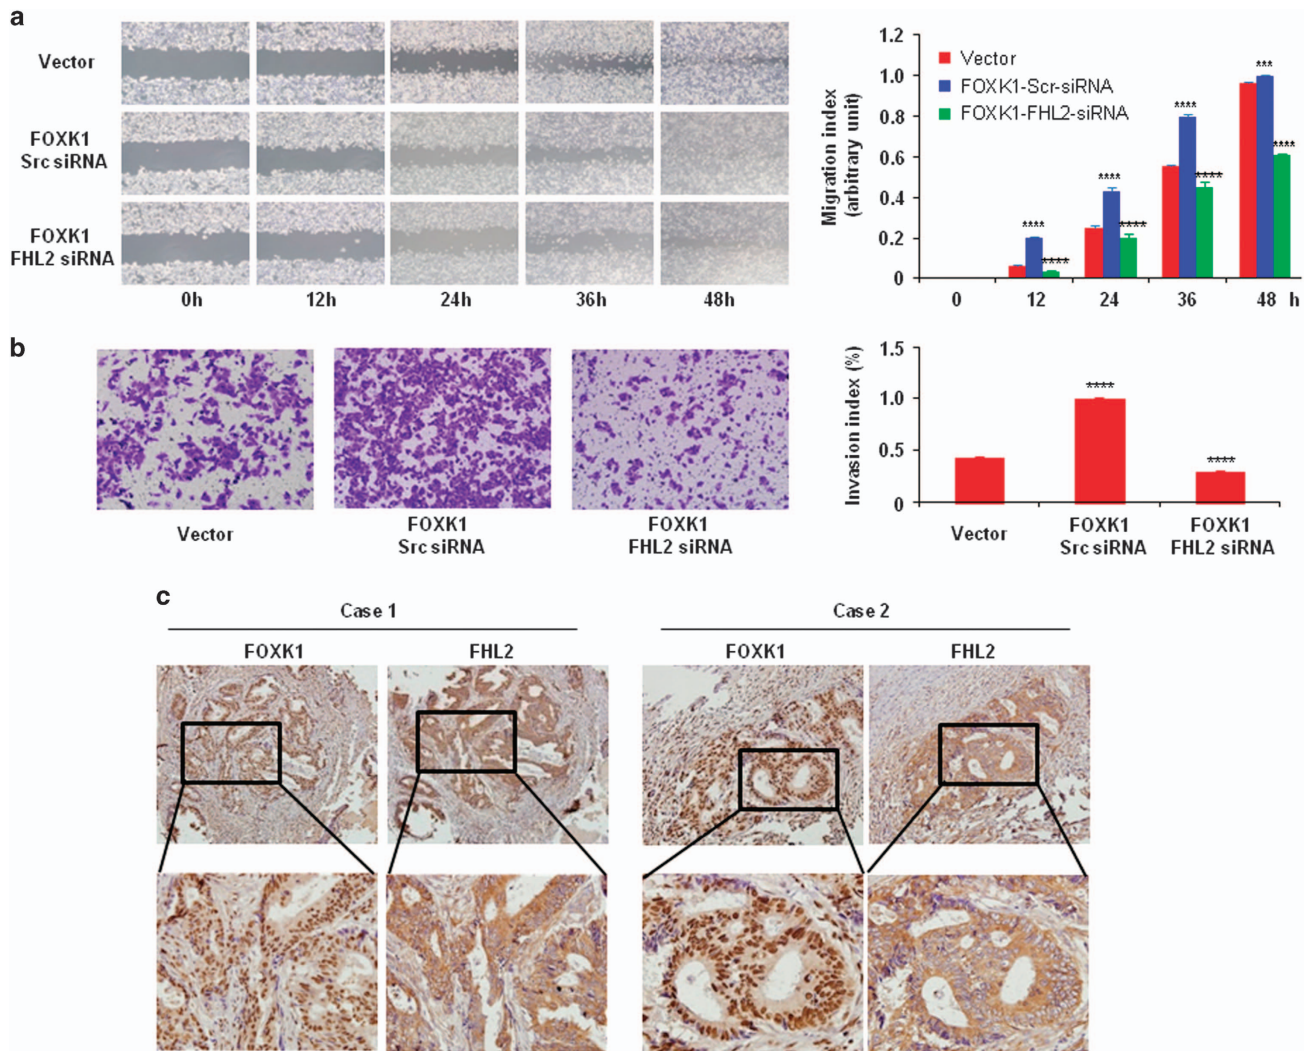 a
Vector
FOXK1
Src siRNA
FOXK1
FHL2 siRNA
0h
12h
24h
36h
48h
Migration index
(arbitrary unit)
1.2
1.0
0.8
0.6
0.4
0.2
0
Vector
FOXK1-Scr-siRNA
FOXK1-FHL2-siRNA
****
****
****
****
****
****
***
****
0
12
24
36
48 h
b
Vector
FOXK1
Src siRNA
FOXK1
FHL2 siRNA
Invasion index (%)
1.5
1.0
0.5
0
****
****
Vector
FOXK1
Src siRNA
FOXK1
FHL2 siRNA
c
Case 1
Case 2
FOXK1
FHL2
FOXK1
FHL2